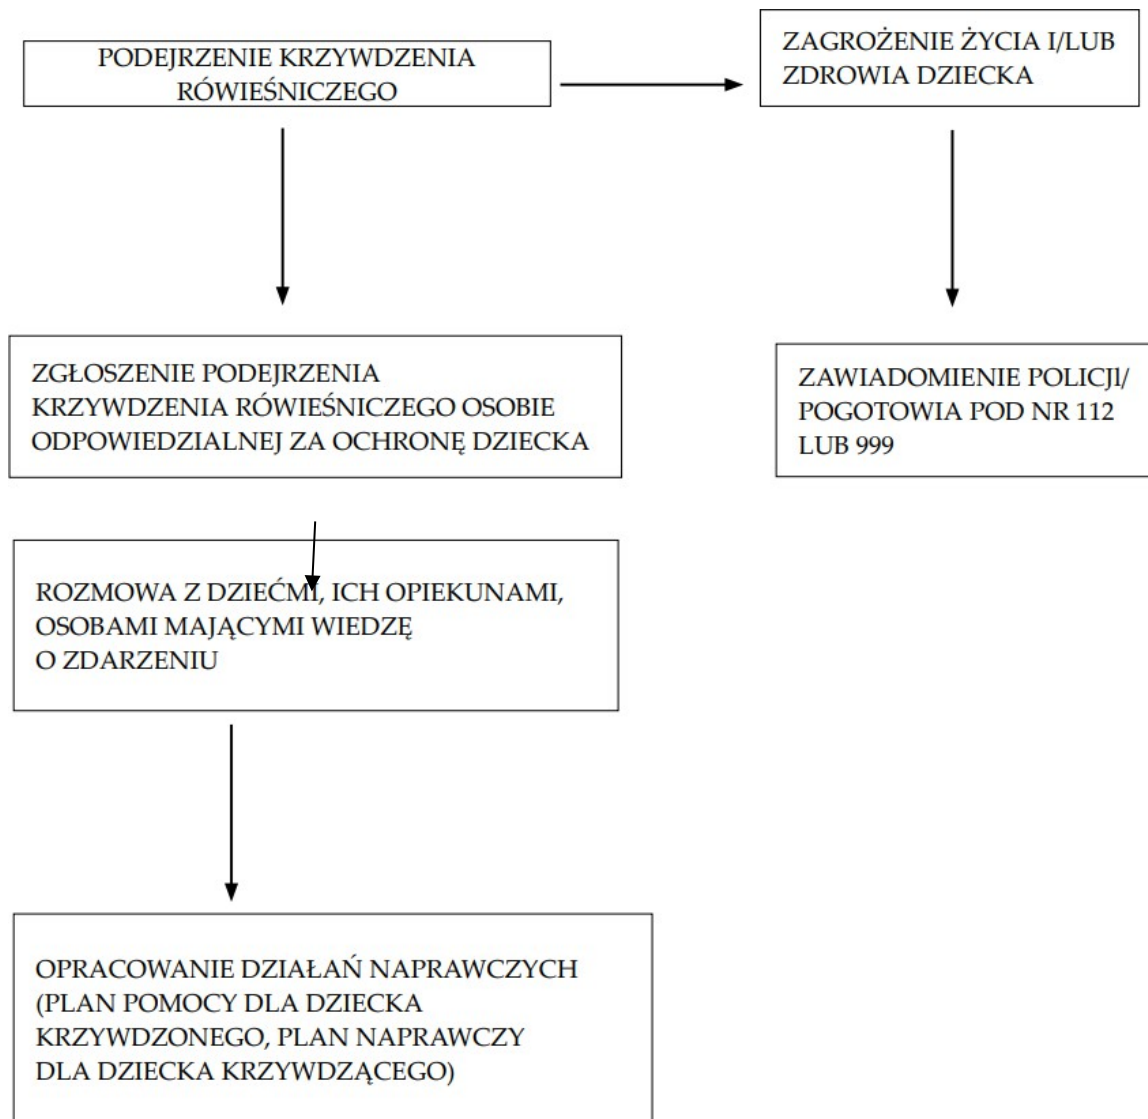 PODEJRZENIE KRZYWDZENIA
RÓWIEŚNICZEGO
ZAGROŻENIE ŻYCIA I/LUB
ZDROWIA DZIECKA
ZGŁOSZENIE PODEJRZENIA
KRZYWDZENIA RÓWIEŚNICZEGO OSOBIE
ODPOWIEDZIALNEJ ZA OCHRONĘ DZIECKA
ZAWIADOMIENIE POLICJI/
POGOTOWIA POD NR 112
LUB 999
ROZMOWA Z DZIEĆMI, ICH OPIEKUNAMI,
OSOBAMI MAJĄCYMI WIEDZĘ
O ZDARZENIU
OPRACOWANIE DZIAŁAŃ NAPRAWCZYCH
(PLAN POMOCY DLA DZIECKA
KRZYWDZONEGO, PLAN NAPRAWCZY
DLA DZIECKA KRZYWDZĄCEGO)